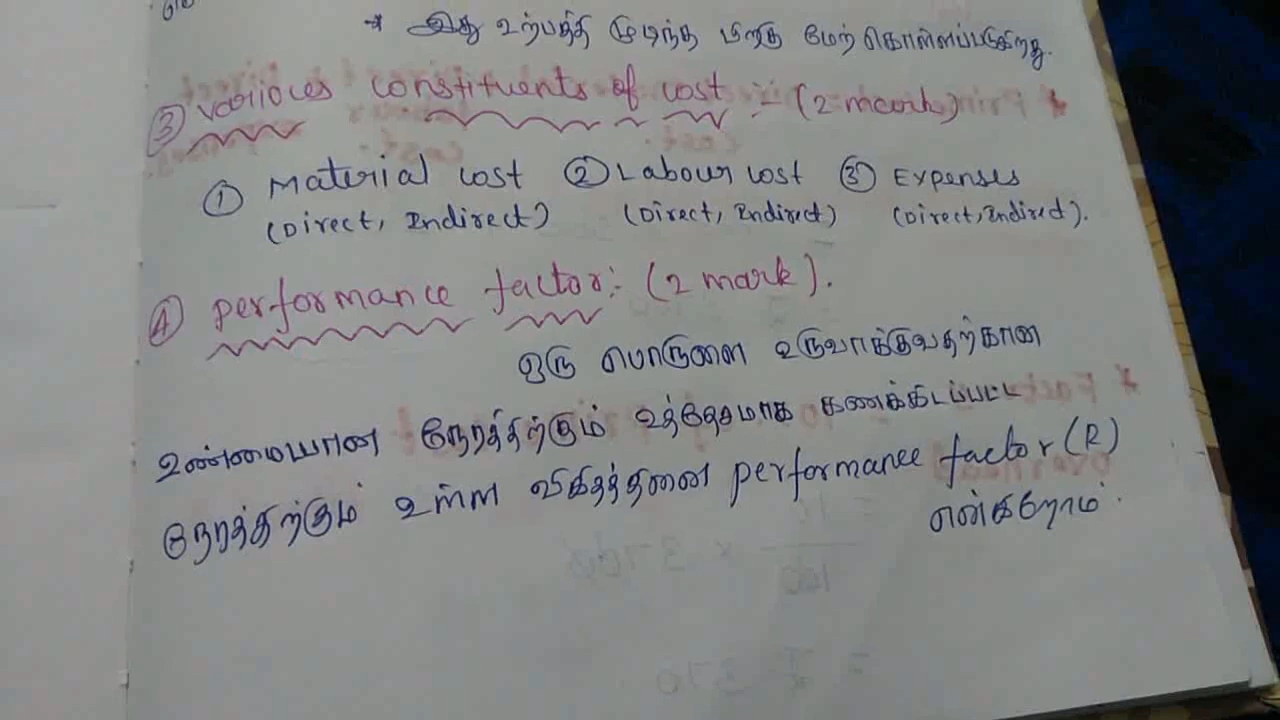 * அது உற்பத்தி முடிந்த பிறகு மேற்கொள்ளப்படுகிறது.
③ varioces constituents of cost :- (2 mark)
① Material cost ② Labour cost ③ Expenses
(Direct, Indirect) (Direct, Indirect) (Direct, Indirect).
④ performance factor:- (2 mark).
ஒரு பொருளை உருவாக்குவதற்கான
உண்மையான நேரத்திற்கும் உத்தேசமாக கணக்கிடப்பட்ட
நேரத்திற்கும் உள்ள விகிதத்தினை performance factor (R)
என்கிறோம்.